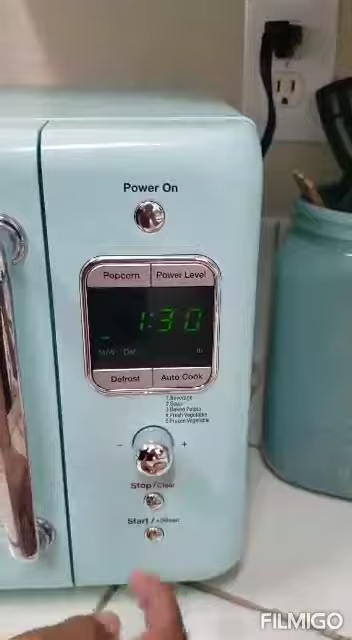 Power On
Popcorn
Power Level
1:30
Defrost
Auto Cook
1.Beverage
2.Soup
3.Baked Potato
4.Fresh Vegetable
5.Frozen Vegetable
- +
Stop/Clear
Start/+30sec
FILMIGO